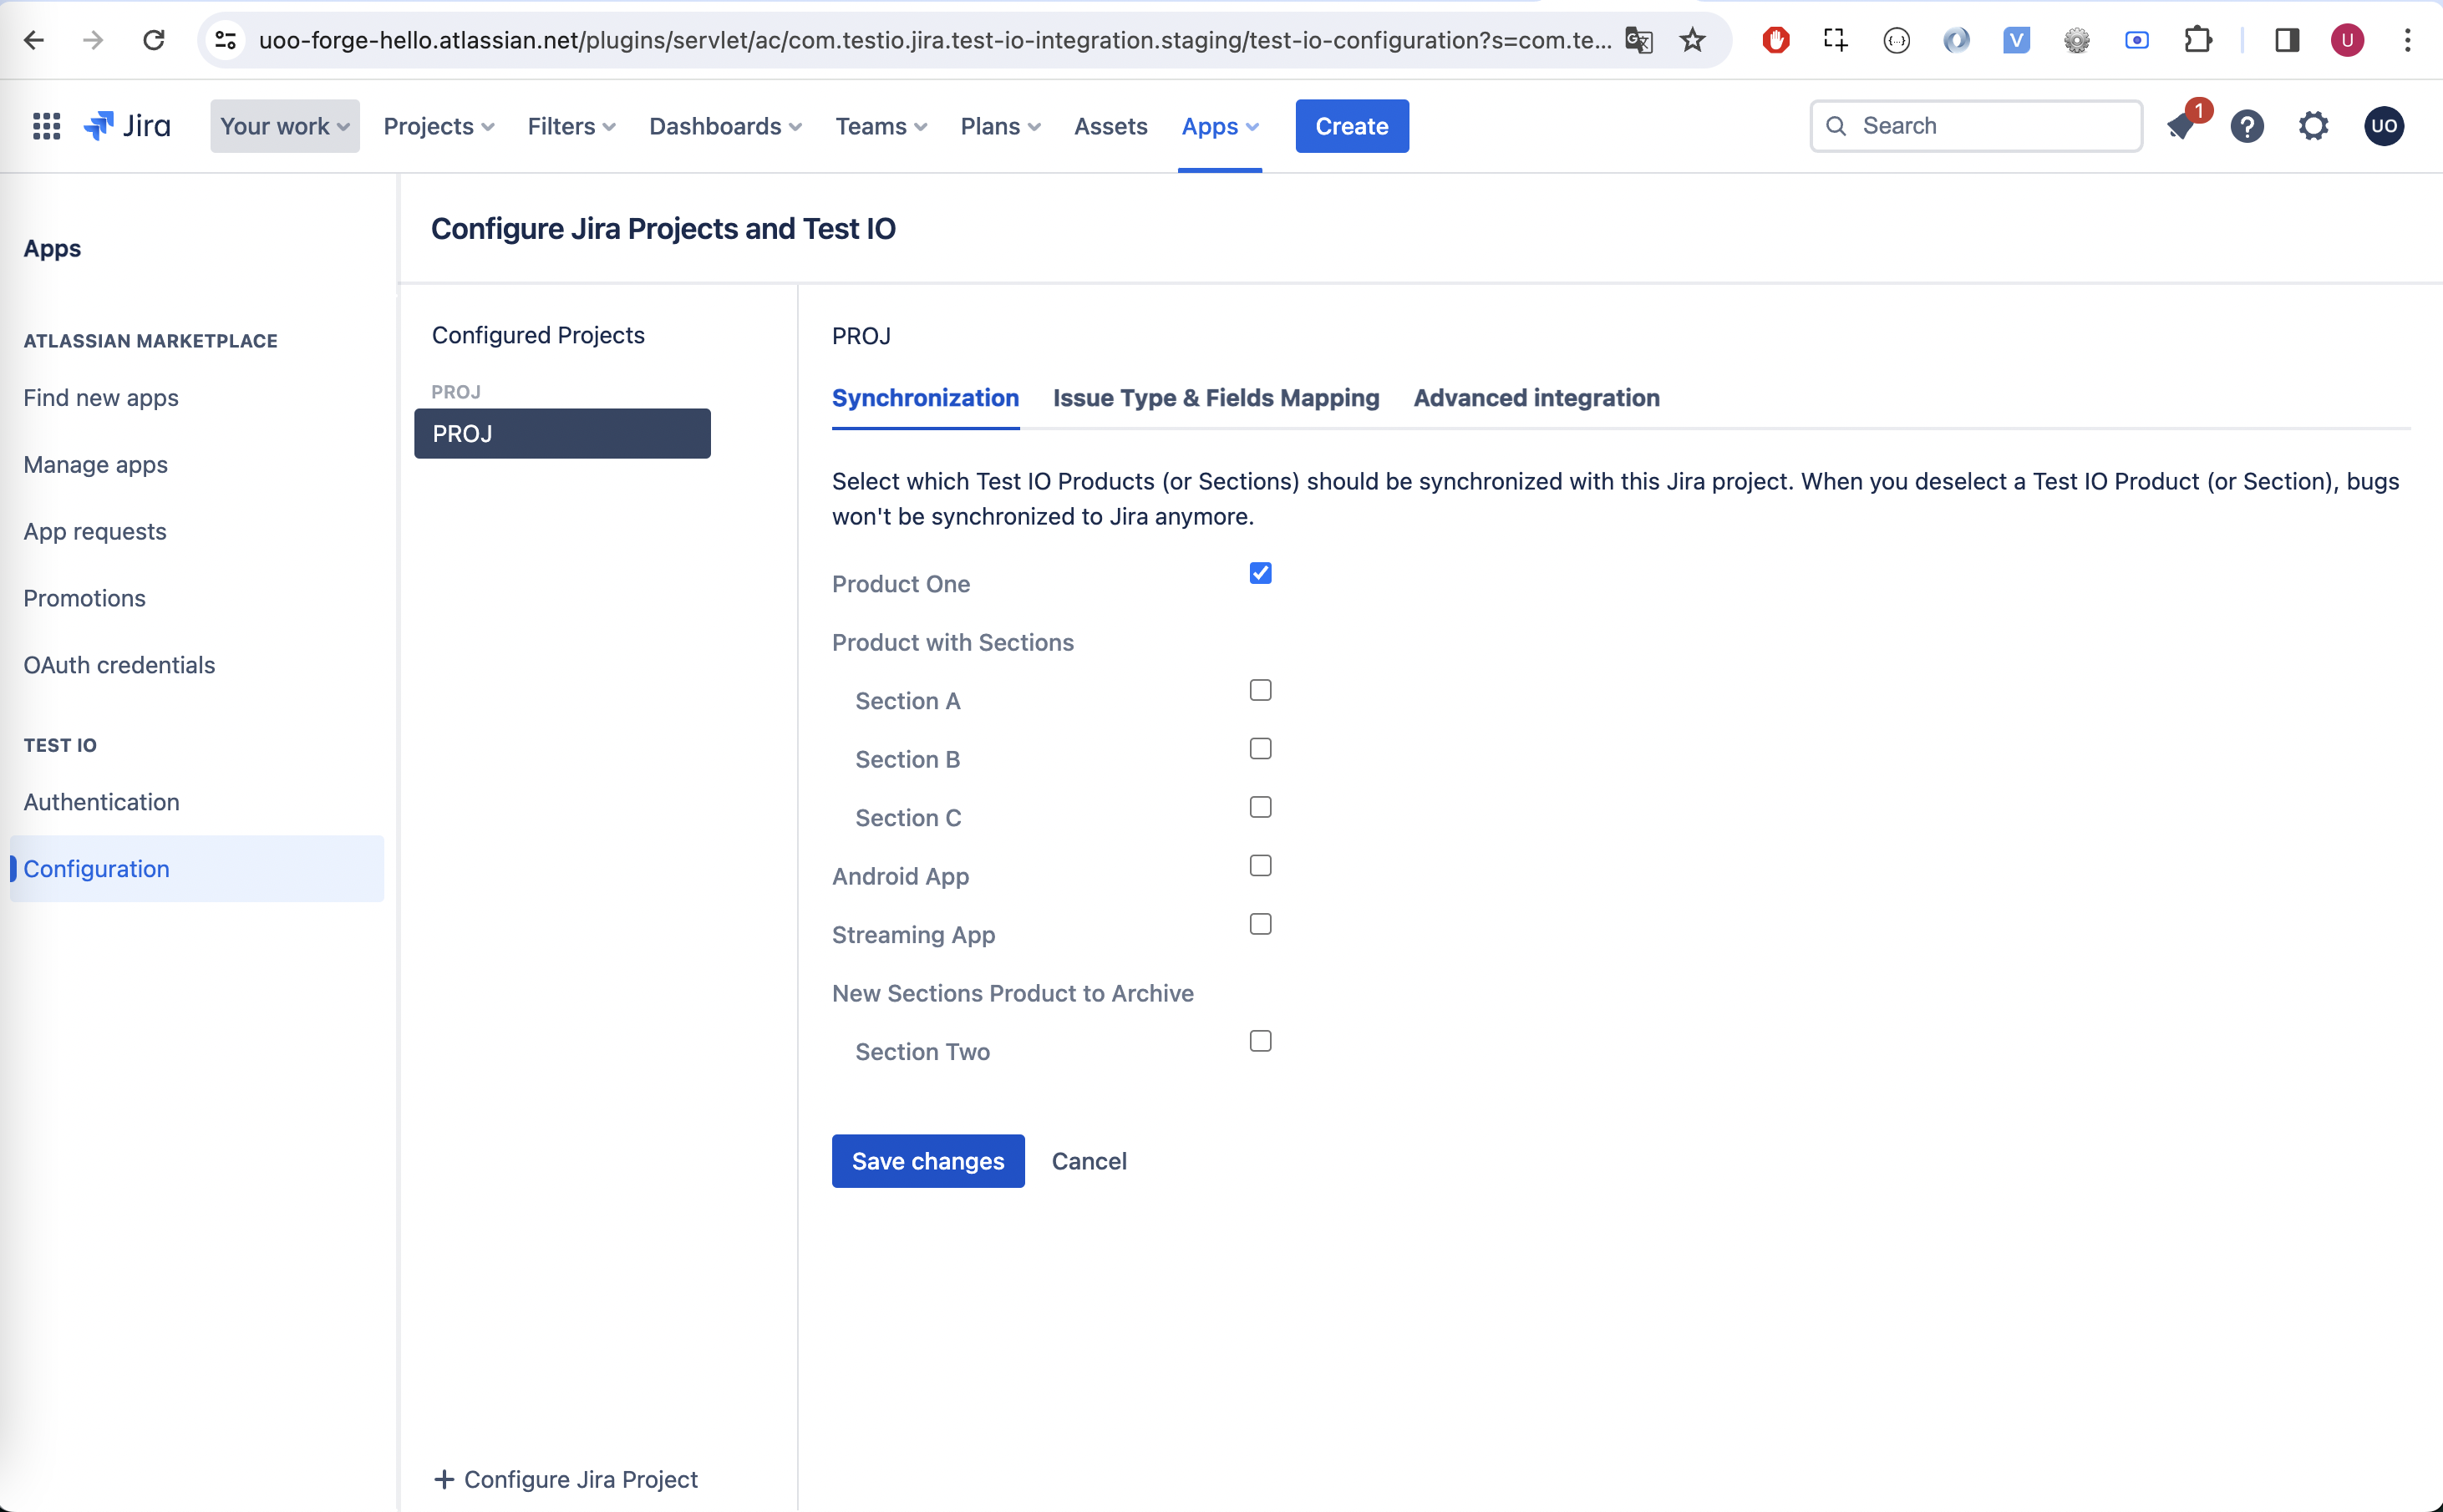 uoo-forge-hello.atlassian.net/plugins/servlet/ac/com.testio.jira.test-io-integration.staging/test-io-configuration?s=com.te...
V
U
Jira
Your work
Projects
Filters
Dashboards
Teams
Plans
Assets
Apps
Create
Search
1
?
UO
Apps
ATLASSIAN MARKETPLACE
Find new apps
Manage apps
App requests
Promotions
OAuth credentials
TEST IO
Authentication
Configuration
Configure Jira Projects and Test IO
Configured Projects
PROJ
PROJ
+ Configure Jira Project
PROJ
Synchronization
Issue Type & Fields Mapping
Advanced integration
Select which Test IO Products (or Sections) should be synchronized with this Jira project. When you deselect a Test IO Product (or Section), bugs
won't be synchronized to Jira anymore.
Product One
Product with Sections
Section A
Section B
Section C
Android App
Streaming App
New Sections Product to Archive
Section Two
Save changes
Cancel